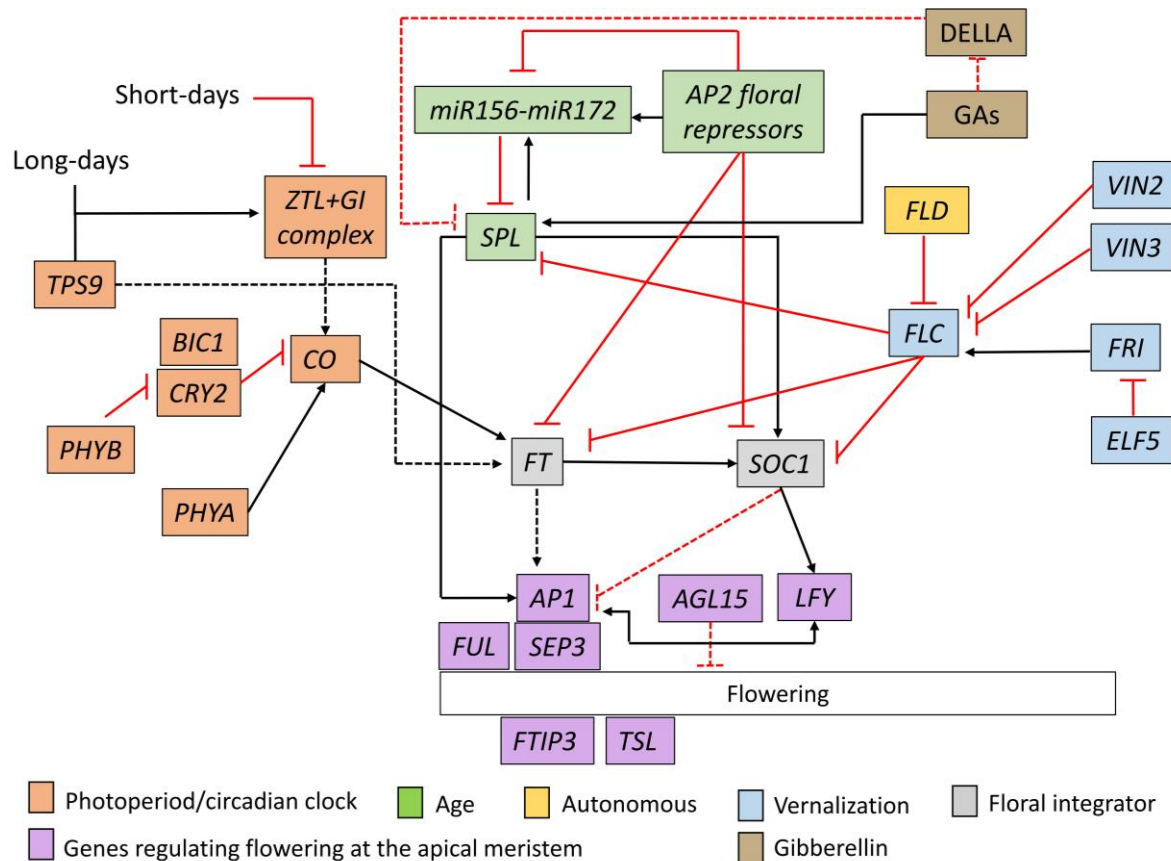 DELLA
Short-days
miR156-miR172
AP2 floral
repressors
GAs
Long-days
ZTL+GI
complex
SPL
FLD
VIN2
VIN3
TPS9
BIC1
CRY2
CO
FLC
FRI
PHYB
FT
SOC1
ELF5
PHYA
AP1
AGL15
LFY
FUL
SEP3
Flowering
FTIP3
TSL
Photoperiod/circadian clock
Age
Autonomous
Vernalization
Floral integrator
Genes regulating flowering at the apical meristem
Gibberellin